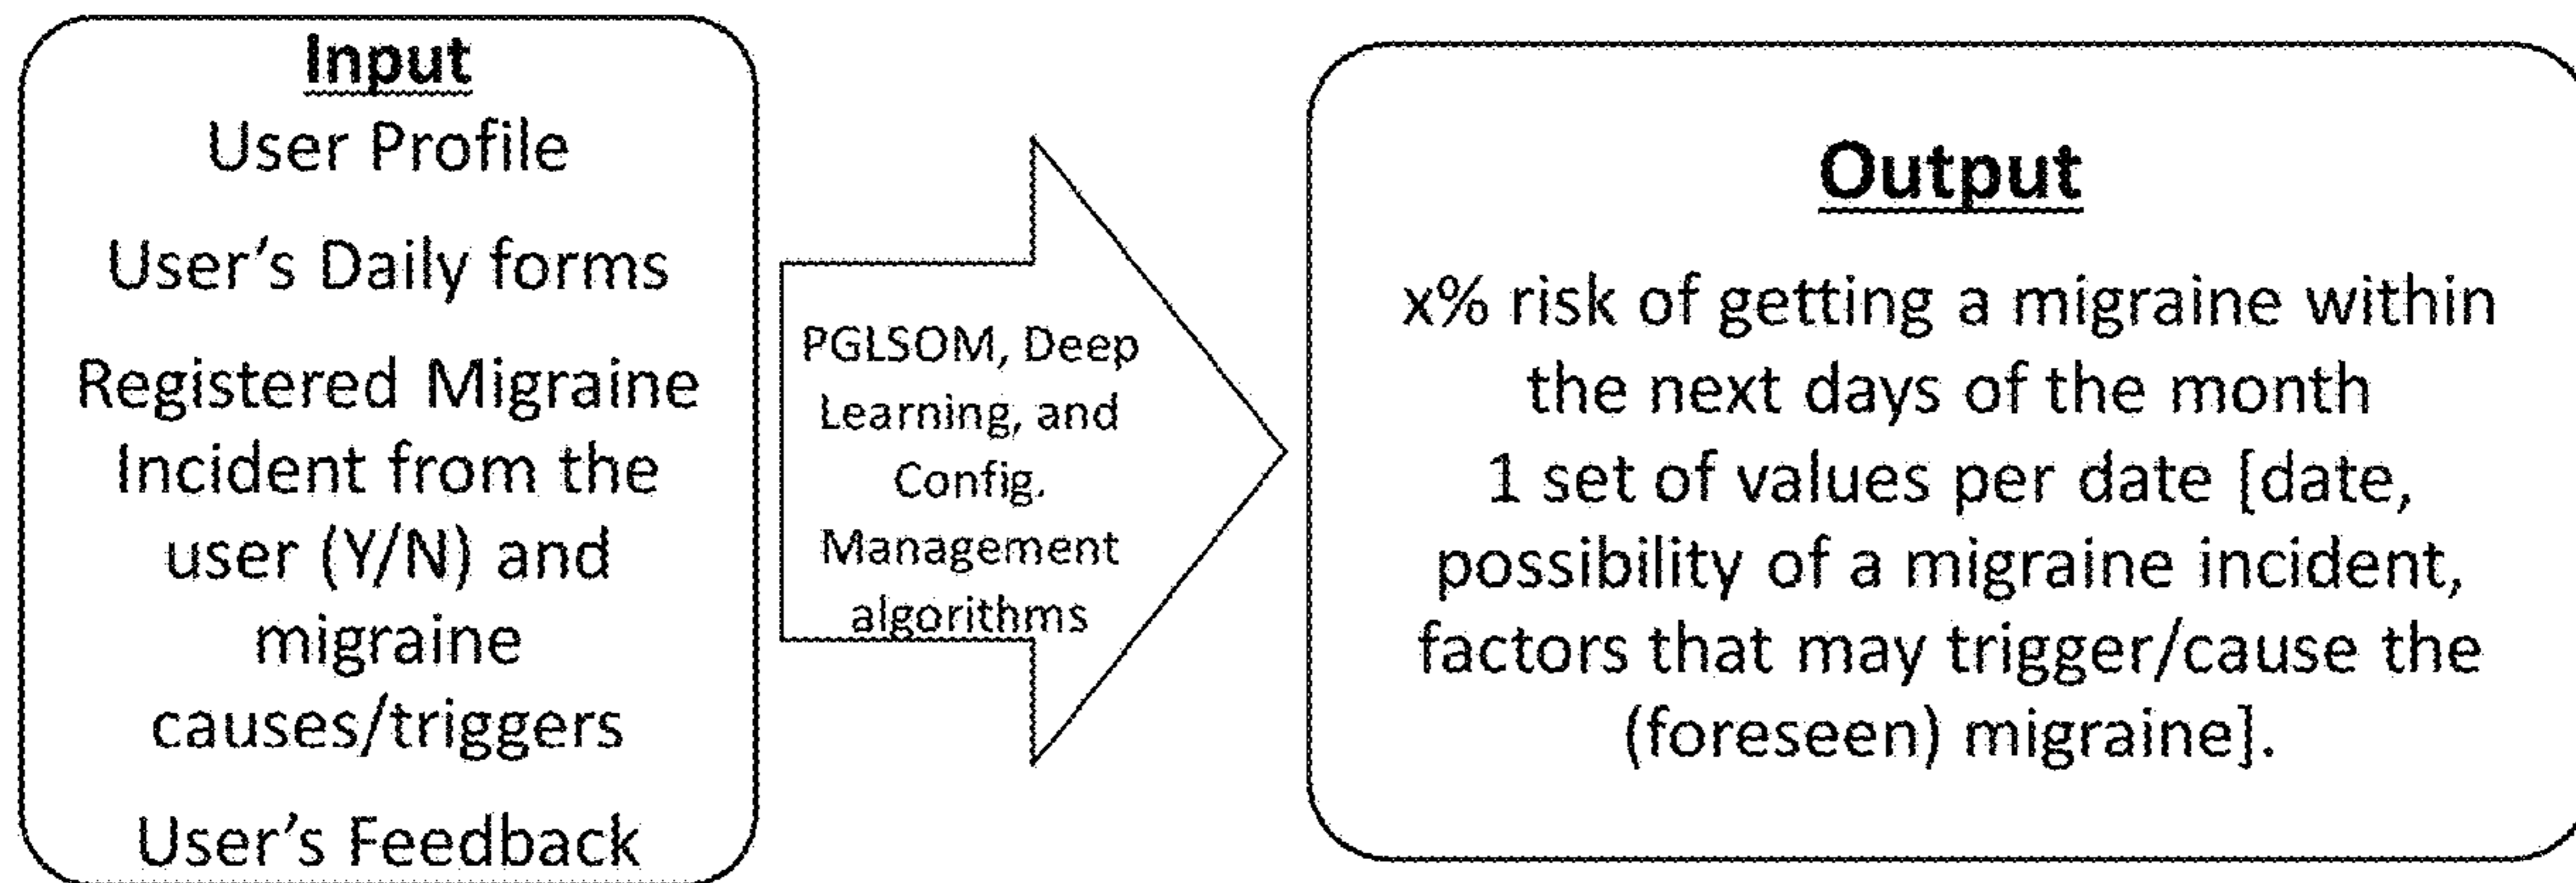 Input
User Profile
User's Daily forms
Registered Migraine
Incident from the
user (Y/N) and
migraine
causes/triggers
User's Feedback
PGLSOM, Deep
Learning, and
Config.
Management
algorithms
Output
x% risk of getting a migraine within
the next days of the month
1 set of values per date [date,
possibility of a migraine incident,
factors that may trigger/cause the
(foreseen) migraine].